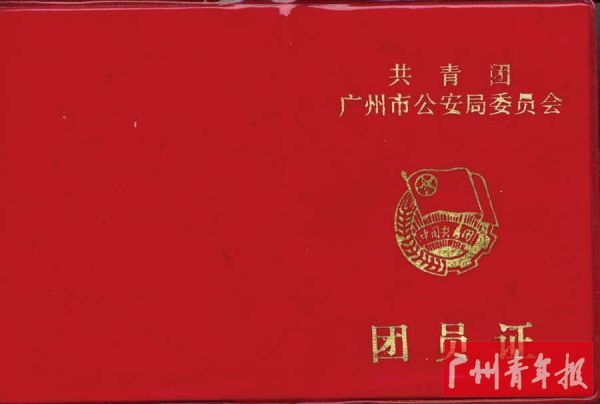 共青团
广州市公安局委员会
中国共青团
团员证
广州青年报